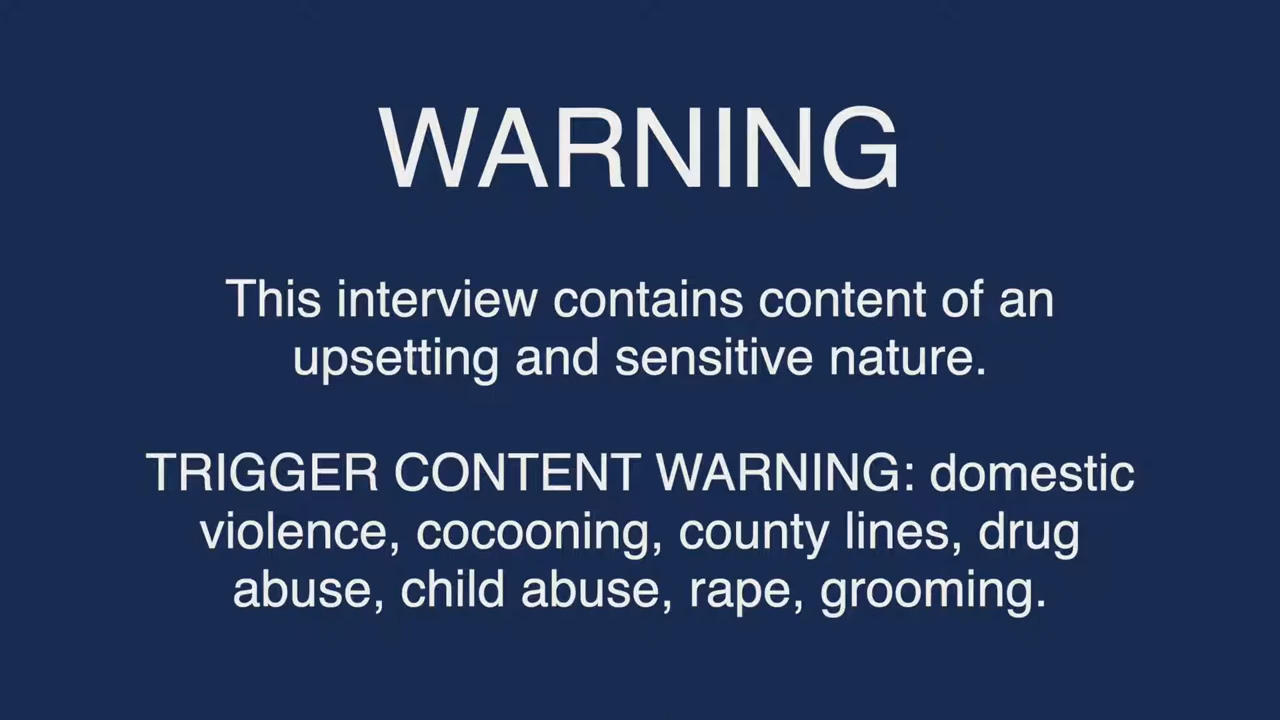 WARNING
This interview contains content of an
upsetting and sensitive nature.
TRIGGER CONTENT WARNING: domestic
violence, cocooning, county lines, drug
abuse, child abuse, rape, grooming.